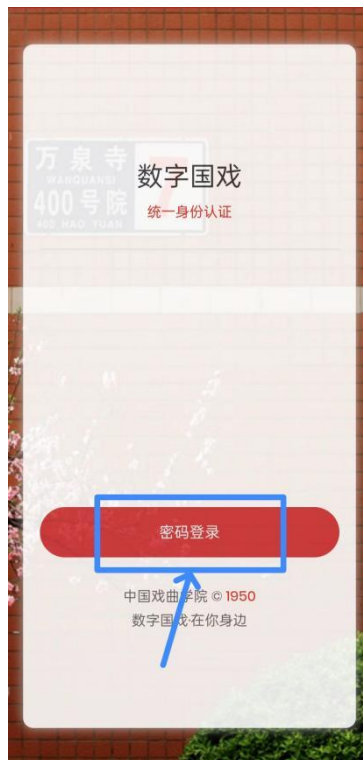 万泉寺
WANQUANSI
400号院
400 HAO YUAN
7
数字国戏
统一身份认证
密码登录
中国戏曲学院 © 1950
数字国戏·在你身边